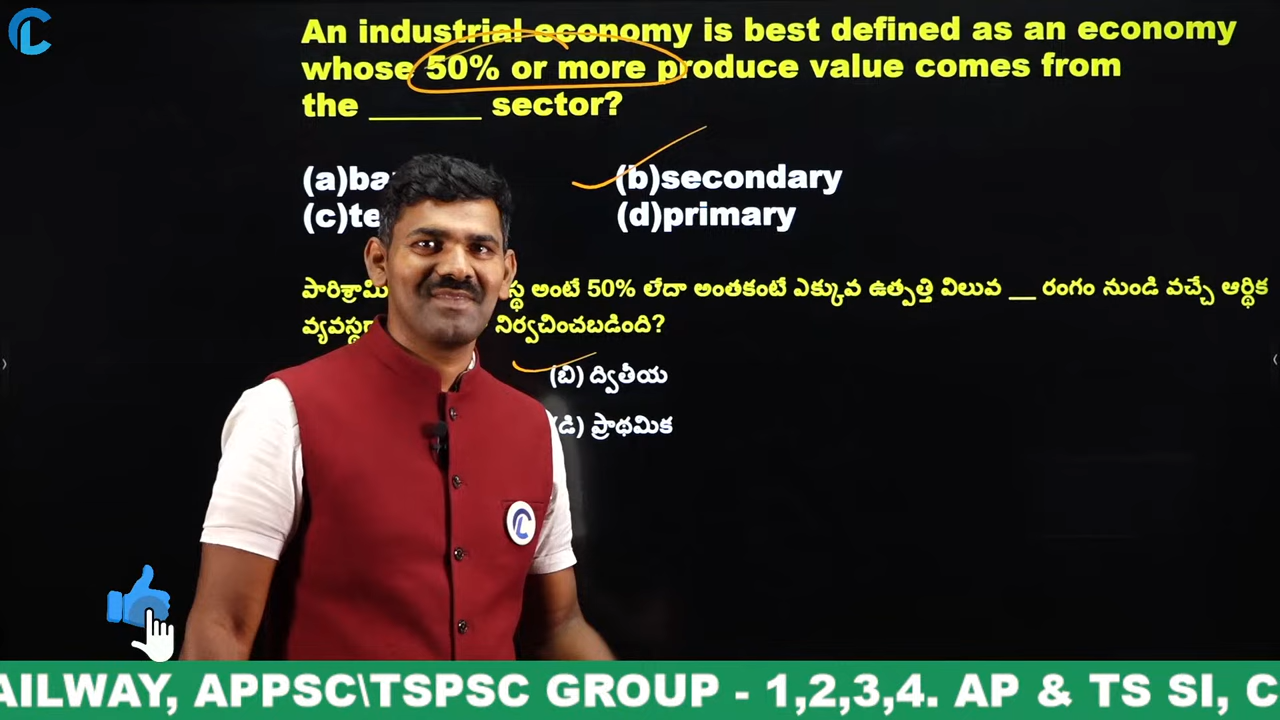 An industrial economy is best defined as an economy
whose 50% or more produce value comes from
the ______ sector?
(b)secondary
(d)primary
అంటే 50% లేదా అంతకంటే ఎక్కువ ఉత్పత్తి విలువ __ రంగం నుండి వచ్చే ఆర్థిక
నిర్వచించబడింది?
(బి) ద్వితీయ
(డి) ప్రాథమిక
APPSC\TSPSC GROUP - 1,2,3,4. AP & TS SI,